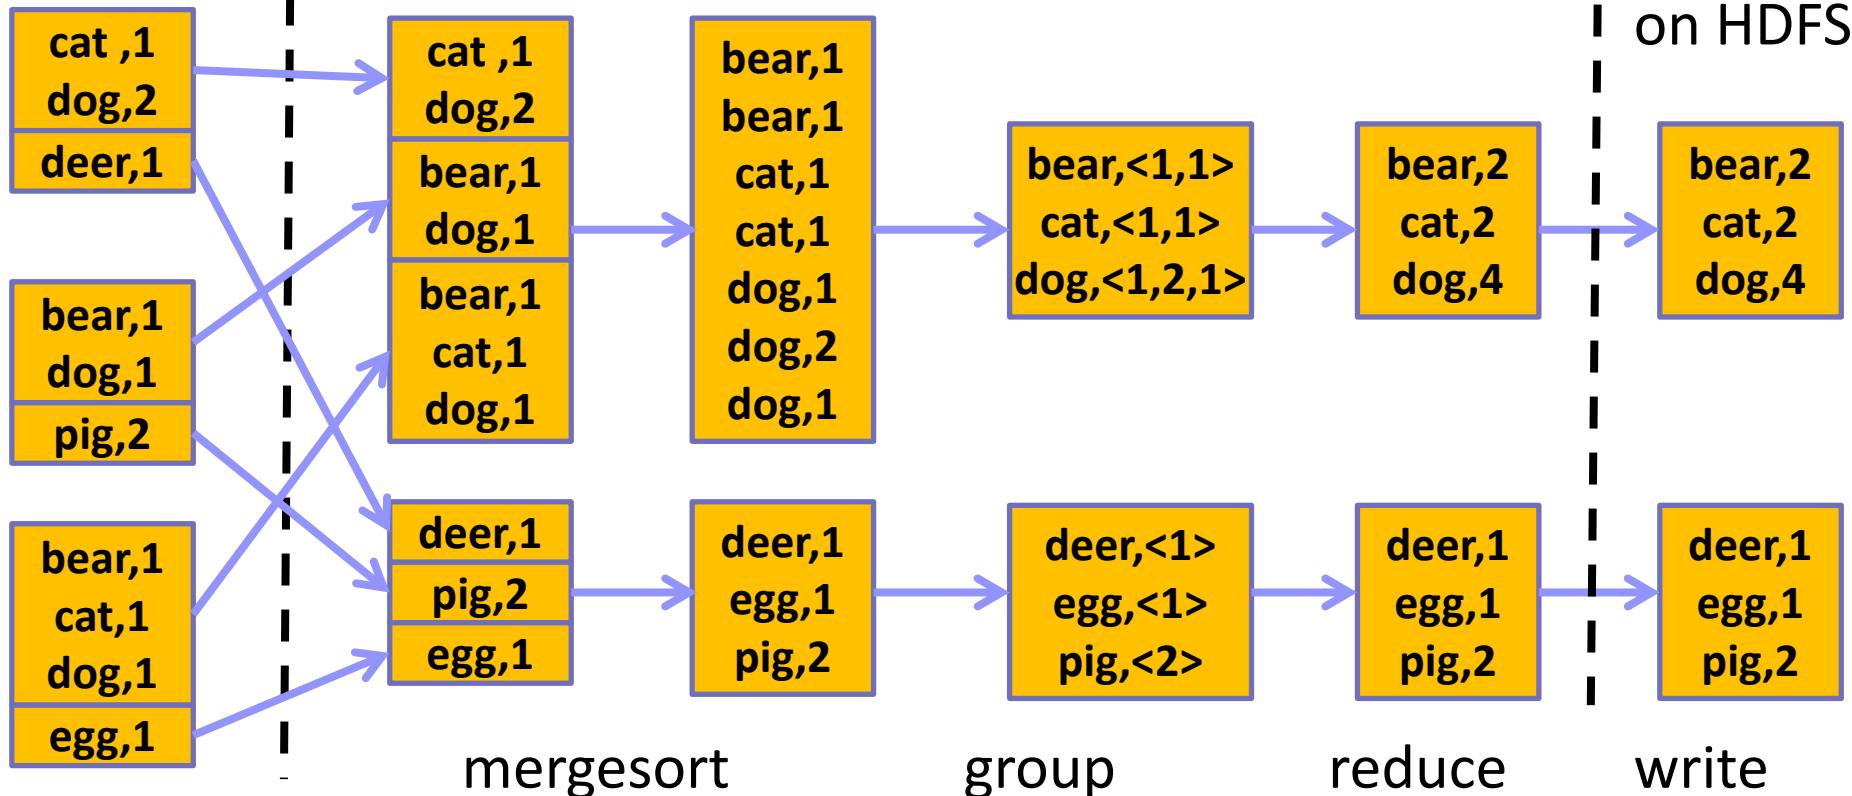 on HDFS
cat ,1
dog,2
deer,1
bear,1
dog,1
pig,2
bear,1
cat,1
dog,1
egg,1
cat ,1
dog,2
bear,1
dog,1
bear,1
cat,1
dog,1
deer,1
pig,2
egg,1
bear,1
bear,1
cat,1
cat,1
dog,1
dog,2
dog,1
deer,1
egg,1
pig,2
bear,<1,1>
cat,<1,1>
dog,<1,2,1>
deer,<1>
egg,<1>
pig,<2>
bear,2
cat,2
dog,4
deer,1
egg,1
pig,2
bear,2
cat,2
dog,4
deer,1
egg,1
pig,2
mergesort
group
reduce
write